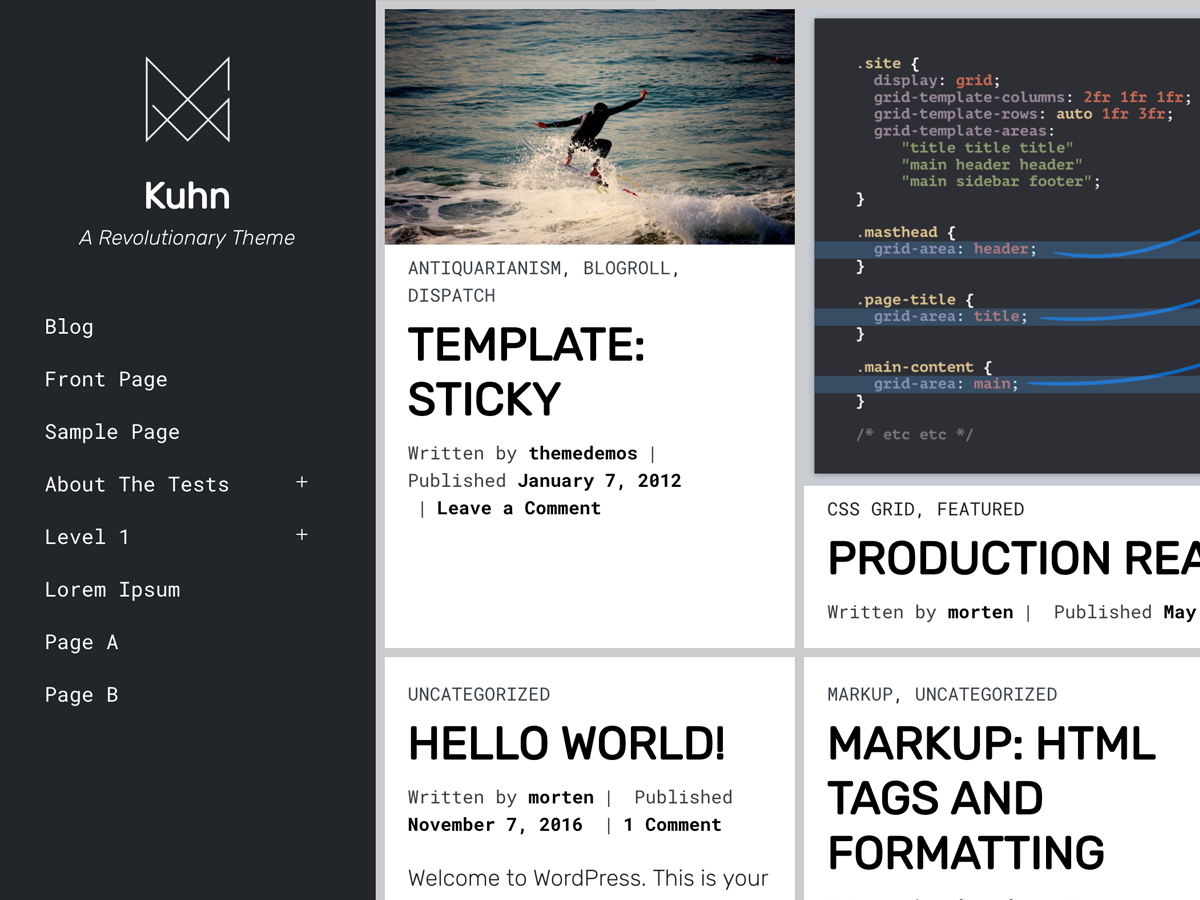 Kuhn
A Revolutionary Theme
Blog
Front Page
Sample Page
About The Tests +
Level 1 +
Lorem Ipsum
Page A
Page B
ANTIQUARIANISM, BLOGROLL,
DISPATCH
TEMPLATE:
STICKY
Written by themedemos |
Published January 7, 2012
| Leave a Comment
.site {
display: grid;
grid-template-columns: 2fr 1fr 1fr;
grid-template-rows: auto 1fr 3fr;
grid-template-areas:
"title title title"
"main header header"
"main sidebar footer";
}
.masthead {
grid-area: header;
}
.page-title {
grid-area: title;
}
.main-content {
grid-area: main;
}
/* etc etc */
CSS GRID, FEATURED
PRODUCTION REA
Written by morten | Published May
UNCATEGORIZED
HELLO WORLD!
Written by morten | Published
November 7, 2016 | 1 Comment
Welcome to WordPress. This is your
MARKUP, UNCATEGORIZED
MARKUP: HTML
TAGS AND
FORMATTING